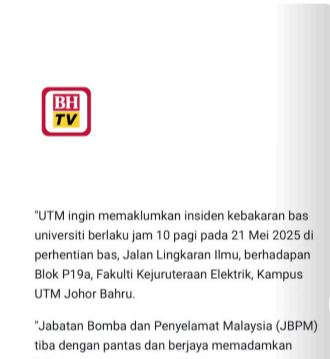 BH
TV
"UTM ingin memaklumkan insiden kebakaran bas
universiti berlaku jam 10 pagi pada 21 Mei 2025 di
perhentian bas, Jalan Lingkaran Ilmu, berhadapan
Blok P19a, Fakulti Kejuruteraan Elektrik, Kampus
UTM Johor Bahru.
"Jabatan Bomba dan Penyelamat Malaysia (JBPM)
tiba dengan pantas dan berjaya memadamkan